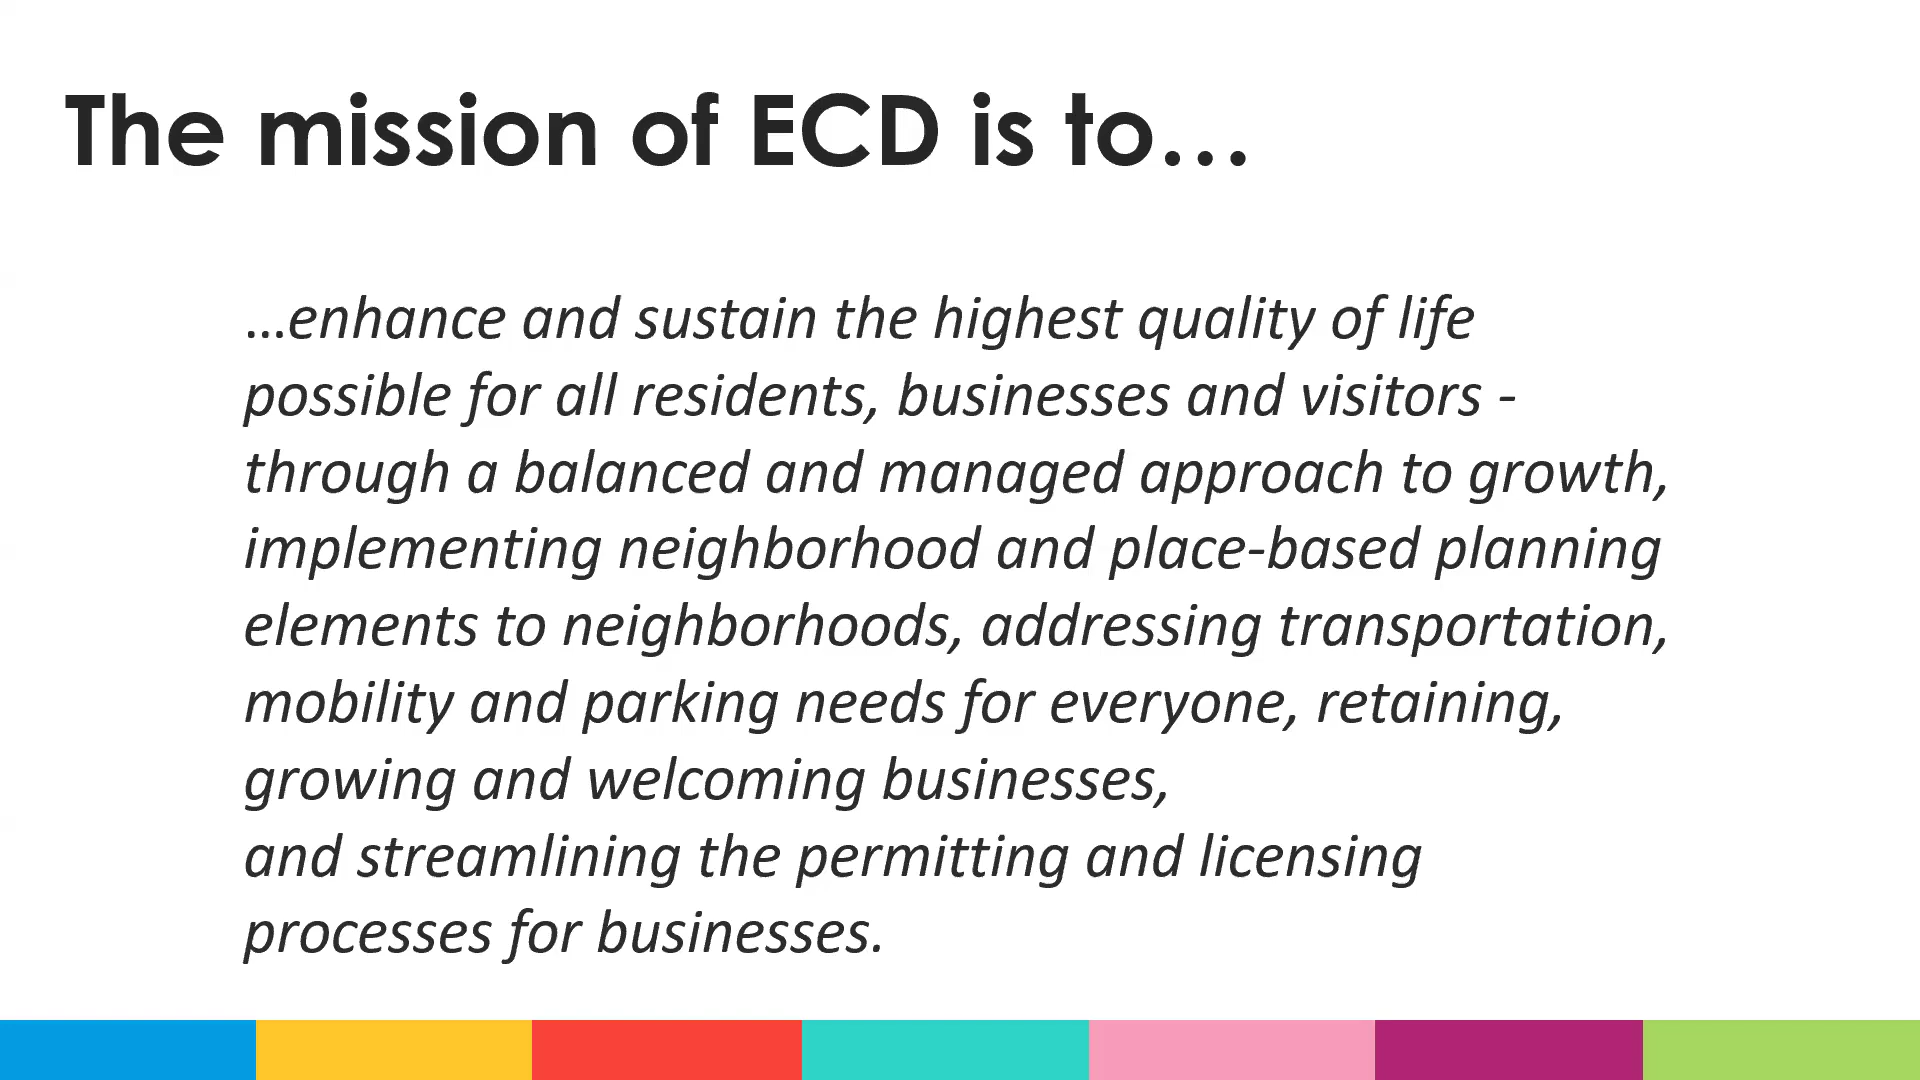 The mission of ECD is to…
…enhance and sustain the highest quality of life
possible for all residents, businesses and visitors -
through a balanced and managed approach to growth,
implementing neighborhood and place-based planning
elements to neighborhoods, addressing transportation,
mobility and parking needs for everyone, retaining,
growing and welcoming businesses,
and streamlining the permitting and licensing
processes for businesses.